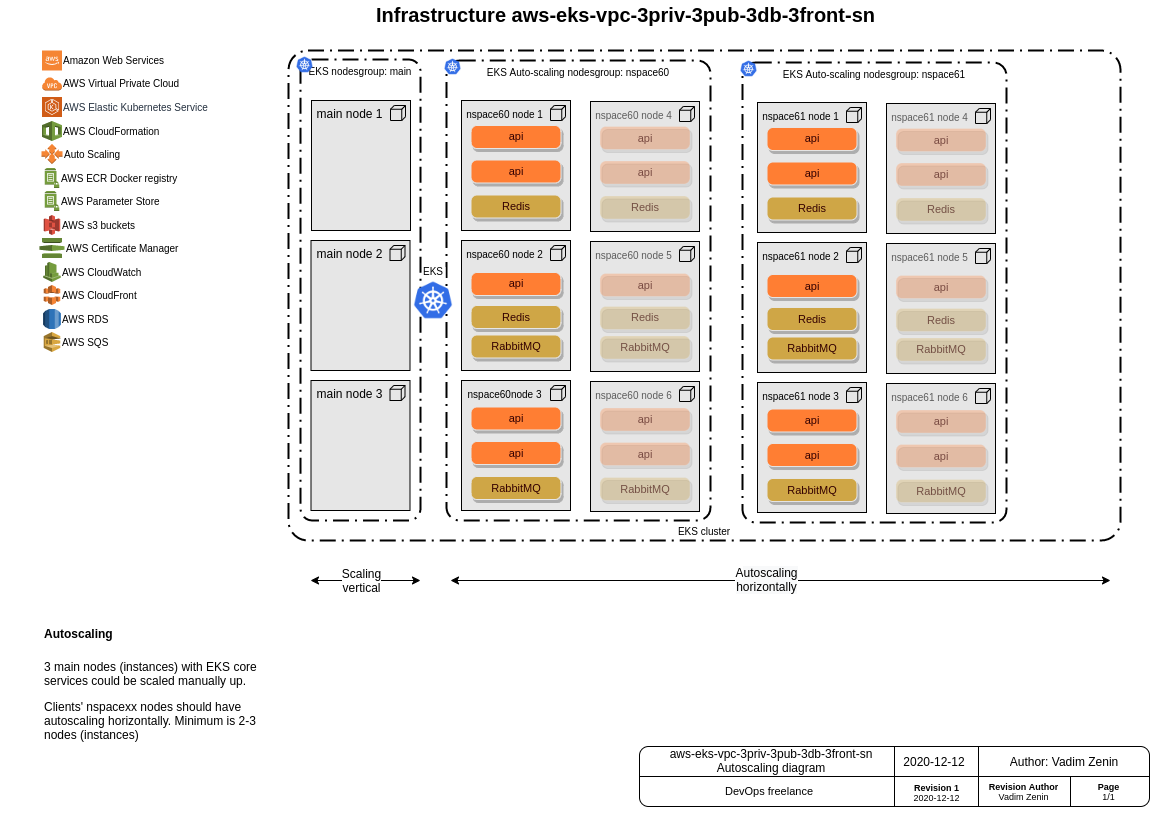 Infrastructure aws-eks-vpc-3priv-3pub-3db-3front-sn
Amazon Web Services
AWS Virtual Private Cloud
AWS Elastic Kubernetes Service
AWS CloudFormation
Auto Scaling
AWS ECR Docker registry
AWS Parameter Store
AWS s3 buckets
AWS Certificate Manager
AWS CloudWatch
AWS CloudFront
AWS RDS
AWS SQS
aws
VPC
EKS nodesgroup: main
main node 1
main node 2
main node 3
EKS
EKS Auto-scaling nodesgroup: nspace60
nspace60 node 1
api
api
Redis
nspace60 node 2
api
Redis
RabbitMQ
nspace60node 3
api
api
RabbitMQ
nspace60 node 4
api
api
Redis
nspace60 node 5
api
Redis
RabbitMQ
nspace60 node 6
api
api
RabbitMQ
EKS Auto-scaling nodesgroup: nspace61
nspace61 node 1
api
api
Redis
nspace61 node 2
api
Redis
RabbitMQ
nspace61 node 3
api
api
RabbitMQ
nspace61 node 4
api
api
Redis
nspace61 node 5
api
Redis
RabbitMQ
nspace61 node 6
api
api
RabbitMQ
EKS cluster
Scaling
vertical
Autoscaling
horizontally
Autoscaling
3 main nodes (instances) with EKS core
services could be scaled manually up.
Clients' nspacexx nodes should have
autoscaling horizontally. Minimum is 2-3
nodes (instances)
aws-eks-vpc-3priv-3pub-3db-3front-sn
Autoscaling diagram
2020-12-12
Author: Vadim Zenin
DevOps freelance
Revision 1
2020-12-12
Revision Author
Vadim Zenin
Page
1/1